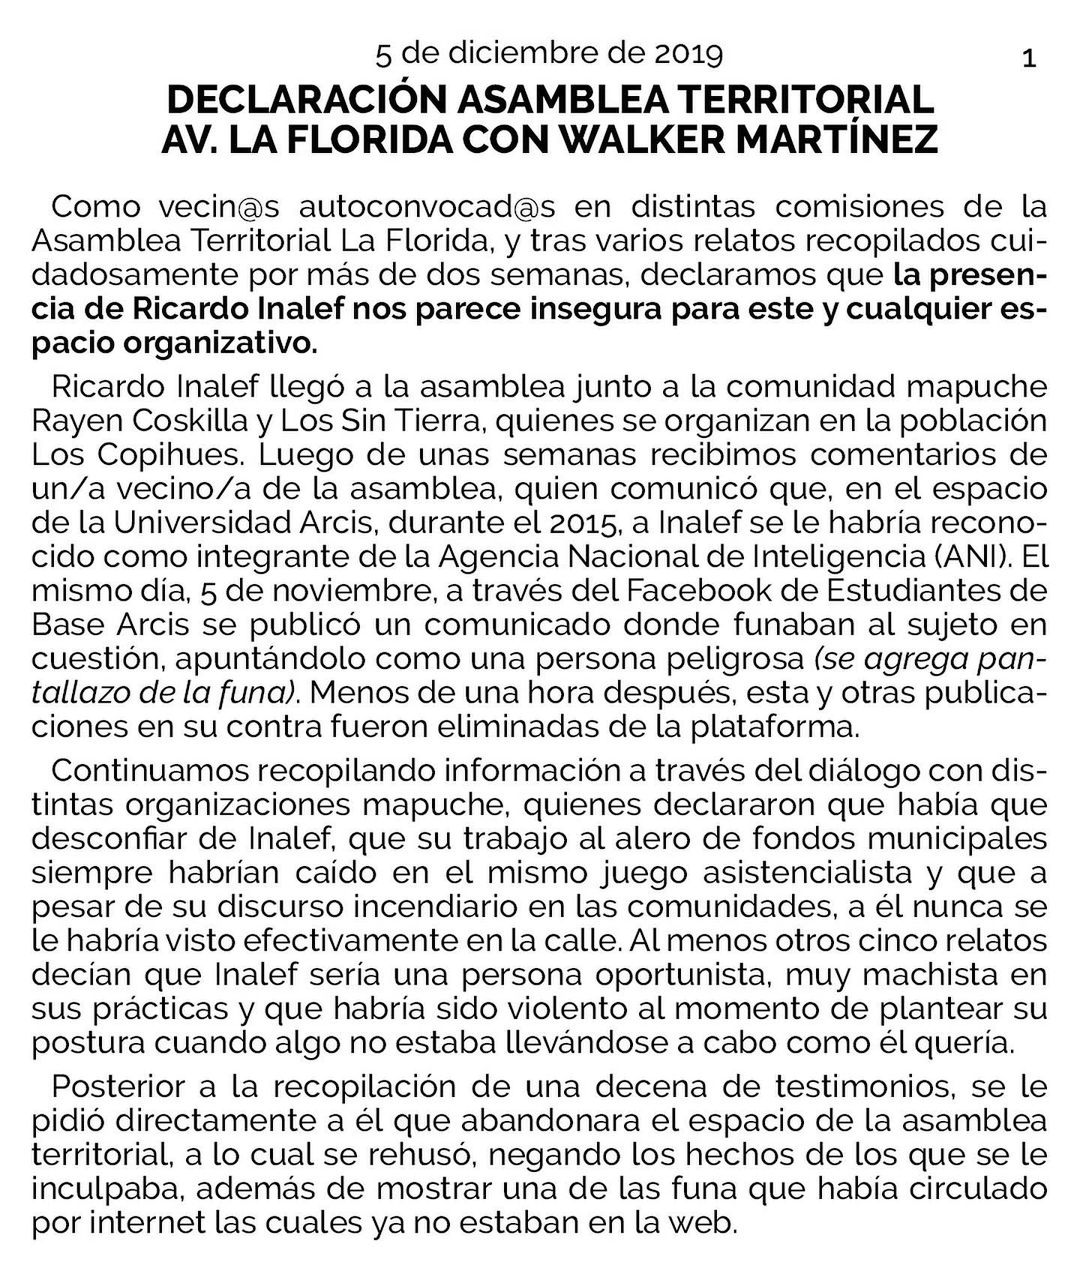 5 de diciembre de 2019
1
DECLARACIÓN ASAMBLEA TERRITORIAL
AV. LA FLORIDA CON WALKER MARTÍNEZ
Como vecin@s autoconvocad@s en distintas comisiones de la
Asamblea Territorial La Florida, y tras varios relatos recopilados cui-
dadosamente por más de dos semanas, declaramos que la presen-
cia de Ricardo Inalef nos parece insegura para este y cualquier es-
pacio organizativo.
Ricardo Inalef llegó a la asamblea junto a la comunidad mapuche
Rayen Coskilla y Los Sin Tierra, quienes se organizan en la población
Los Copihues. Luego de unas semanas recibimos comentarios de
un/a vecino/a de la asamblea, quien comunicó que, en el espacio
de la Universidad Arcis, durante el 2015, a Inalef se le habría recono-
cido como integrante de la Agencia Nacional de Inteligencia (ANI). El
mismo día, 5 de noviembre, a través del Facebook de Estudiantes de
Base Arcis se publicó un comunicado donde funaban al sujeto en
cuestión, apuntándolo como una persona peligrosa (se agrega pan-
tallazo de la funa). Menos de una hora después, esta y otras publica-
ciones en su contra fueron eliminadas de la plataforma.
Continuamos recopilando información a través del diálogo con dis-
tintas organizaciones mapuche, quienes declararon que había que
desconfiar de Inalef, que su trabajo al alero de fondos municipales
siempre habrían caído en el mismo juego asistencialista y que a
pesar de su discurso incendiario en las comunidades, a él nunca se
le habría visto efectivamente en la calle. Al menos otros cinco relatos
decían que Inalef sería una persona oportunista, muy machista en
sus prácticas y que habría sido violento al momento de plantear su
postura cuando algo no estaba llevándose a cabo como él quería.
Posterior a la recopilación de una decena de testimonios, se le
pidió directamente a él que abandonara el espacio de la asamblea
territorial, a lo cual se rehusó, negando los hechos de los que se le
inculpaba, además de mostrar una de las funa que había circulado
por internet las cuales ya no estaban en la web.